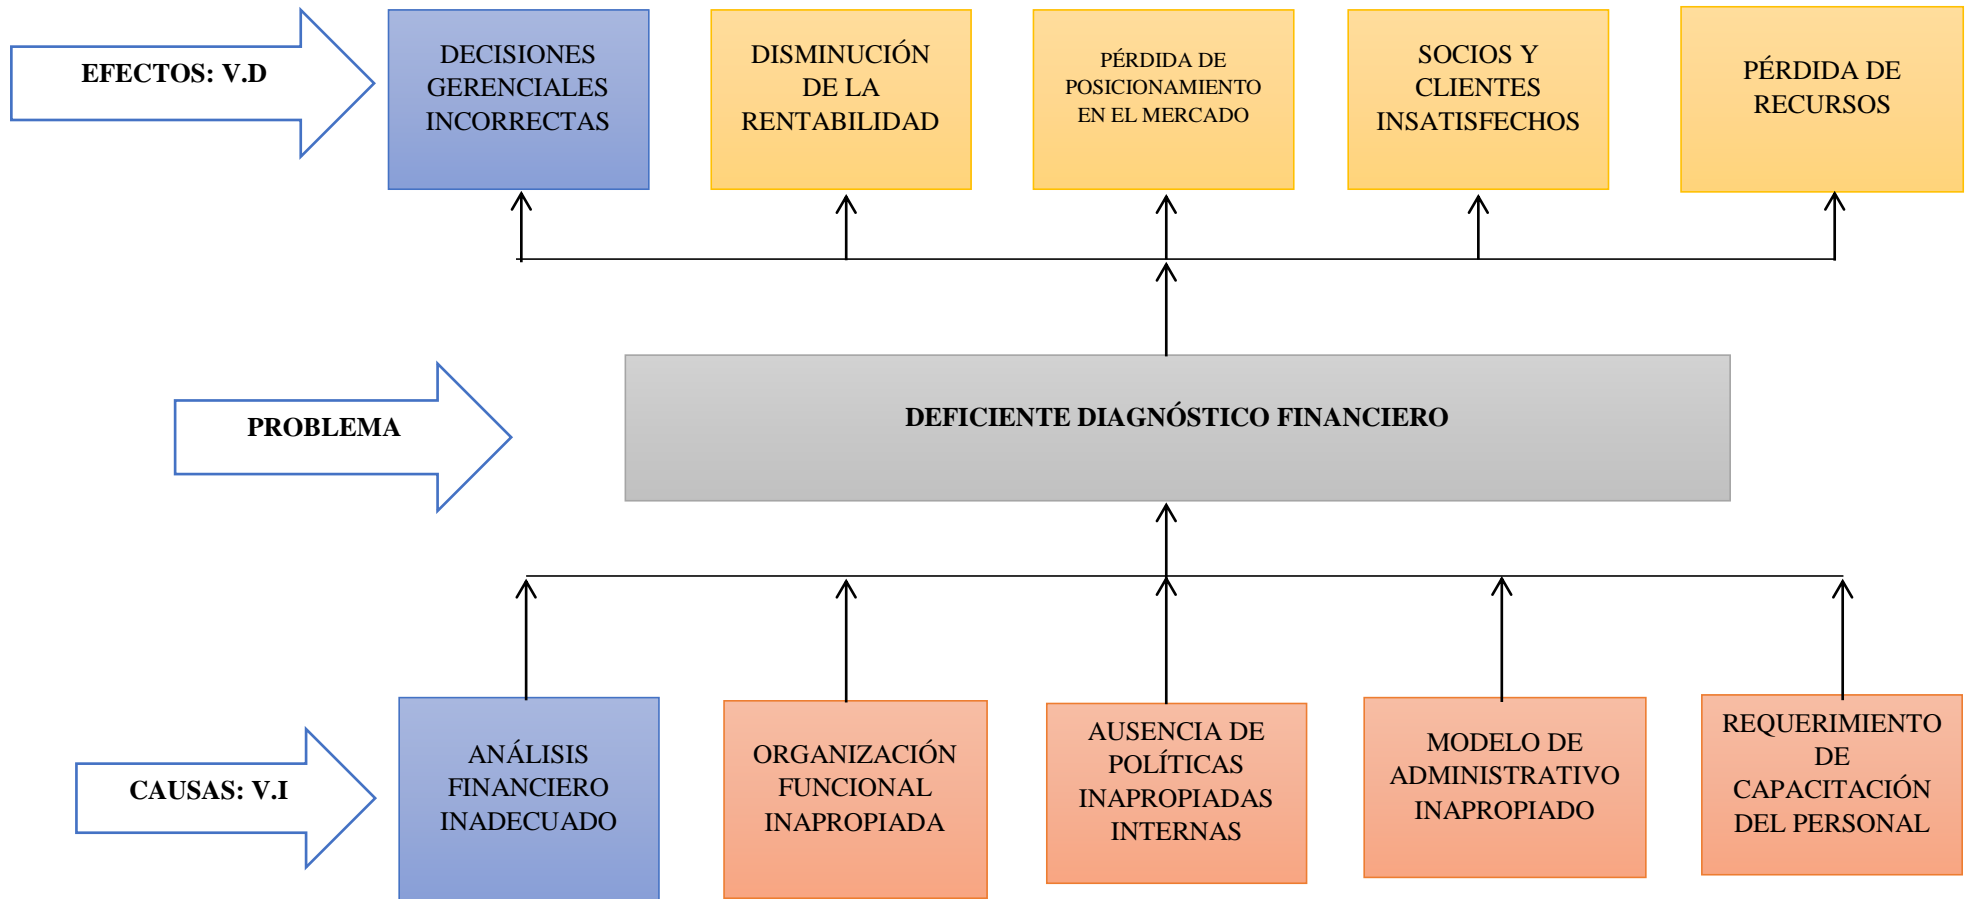 EFECTOS: V.D
DECISIONES
GERENCIALES
INCORRECTAS
DISMINUCIÓN
DE LA
RENTABILIDAD
PÉRDIDA DE
POSICIONAMIENTO
EN EL MERCADO
SOCIOS Y
CLIENTES
INSATISFECHOS
PÉRDIDA DE
RECURSOS
PROBLEMA
DEFICIENTE DIAGNÓSTICO FINANCIERO
CAUSAS: V.I
ANÁLISIS
FINANCIERO
INADECUADO
ORGANIZACIÓN
FUNCIONAL
INAPROPIADA
AUSENCIA DE
POLÍTICAS
INAPROPIADAS
INTERNAS
MODELO DE
ADMINISTRATIVO
INAPROPIADO
REQUERIMIENTO
DE
CAPACITACIÓN
DEL PERSONAL